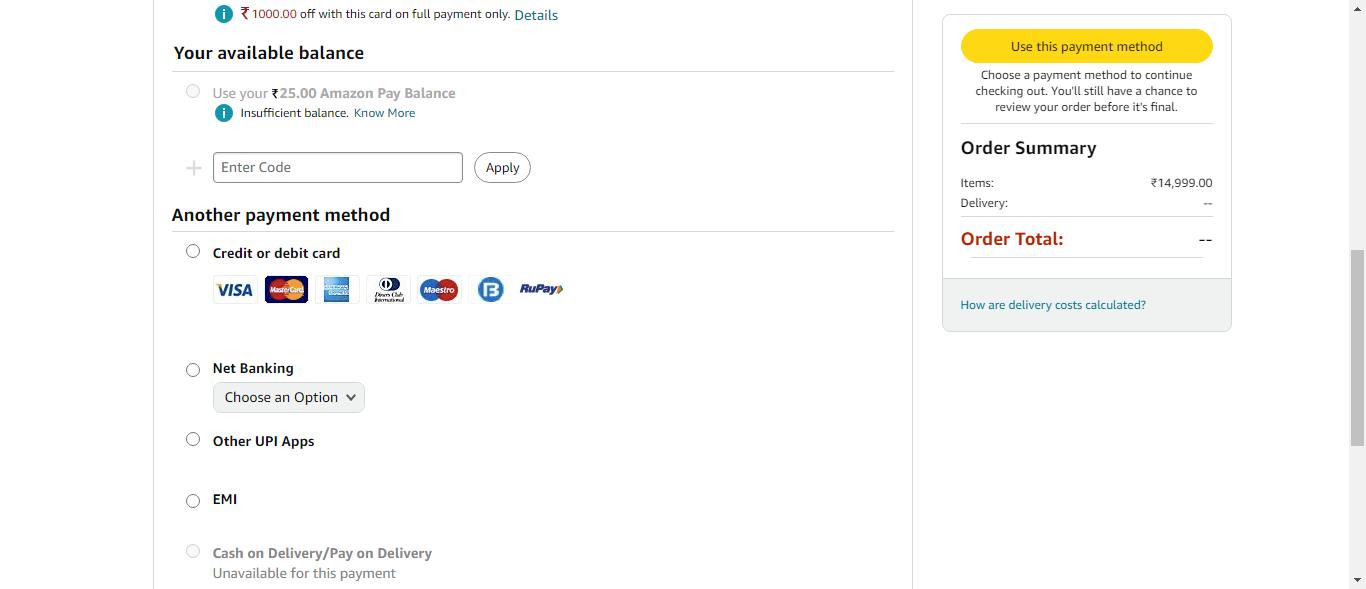 i ₹ 1000.00 off with this card on full payment only. Details
Your available balance
Use your ₹25.00 Amazon Pay Balance
i Insufficient balance. Know More
Enter Code
Apply
Another payment method
Credit or debit card
VISA MasterCard AMERICAN EXPRESS Diners Club International Maestro B RuPay
Net Banking
Choose an Option
Other UPI Apps
EMI
Cash on Delivery/Pay on Delivery
Unavailable for this payment
Use this payment method
Choose a payment method to continue
checking out. You'll still have a chance to
review your order before it's final.
Order Summary
Items: ₹14,999.00
Delivery: --
Order Total: --
How are delivery costs calculated?